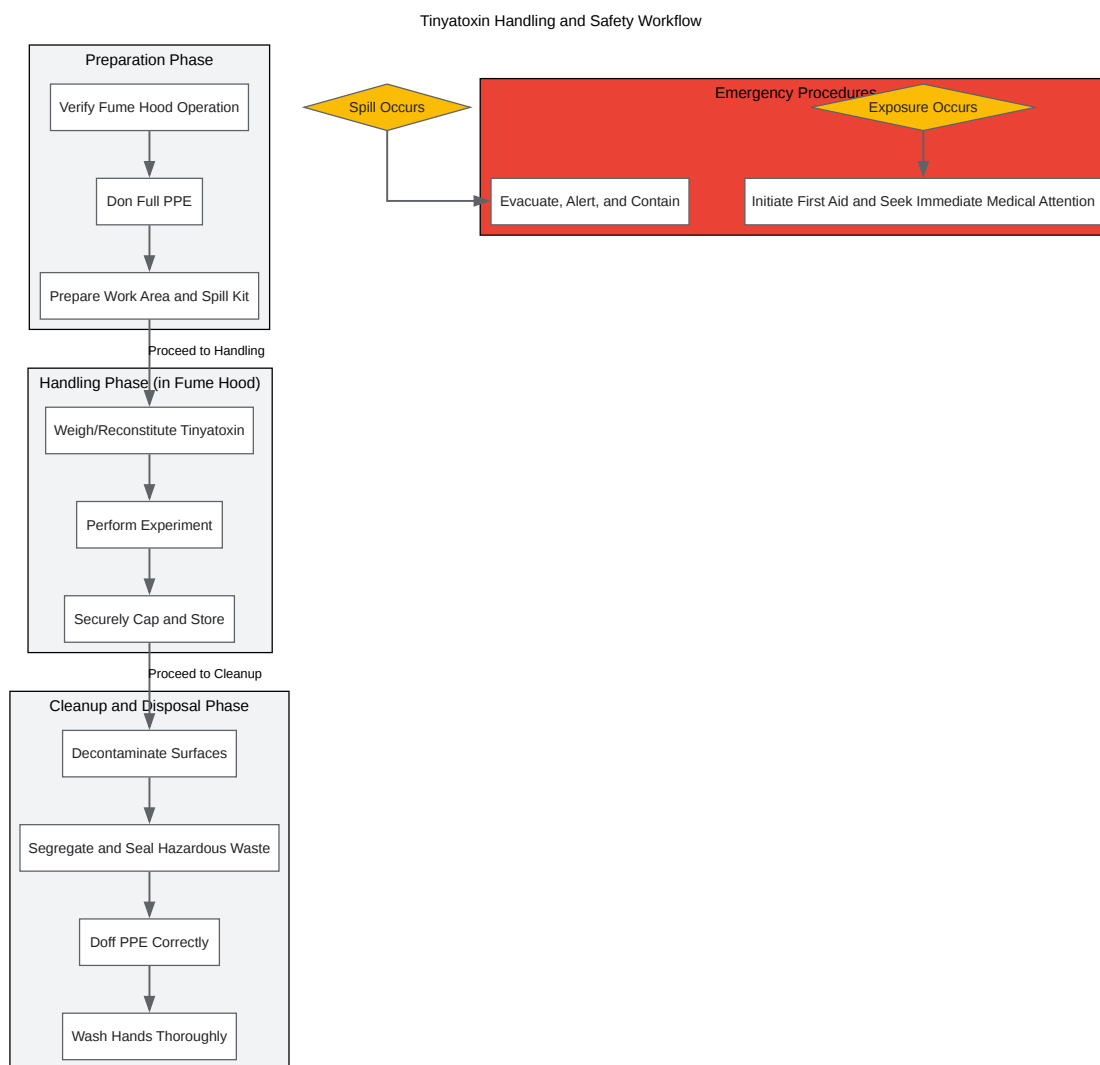 Tinyatoxin Handling and Safety Workflow
Preparation Phase
Verify Fume Hood Operation
Don Full PPE
Prepare Work Area and Spill Kit
Proceed to Handling
Handling Phase (in Fume Hood)
Weigh/Reconstitute Tinyatoxin
Perform Experiment
Securely Cap and Store
Proceed to Cleanup
Cleanup and Disposal Phase
Decontaminate Surfaces
Segregate and Seal Hazardous Waste
Doff PPE Correctly
Wash Hands Thoroughly
Spill Occurs
Emergency Procedures
Exposure Occurs
Evacuate, Alert, and Contain
Initiate First Aid and Seek Immediate Medical Attention